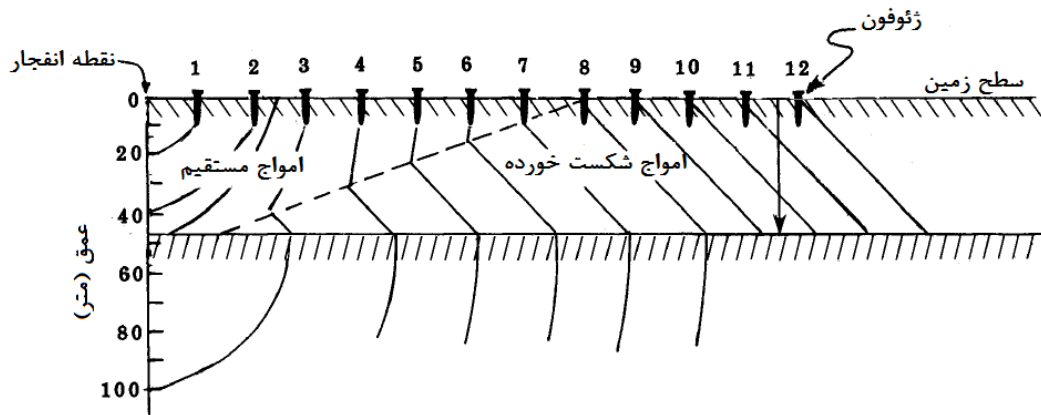 ژئوفون
نقطه انفجار
1 2 3 4 5 6 7 8 9 10 11 12
سطح زمین
0
20
امواج مستقیم
امواج شکست خورده
40
60
80
100
عمق (متر)